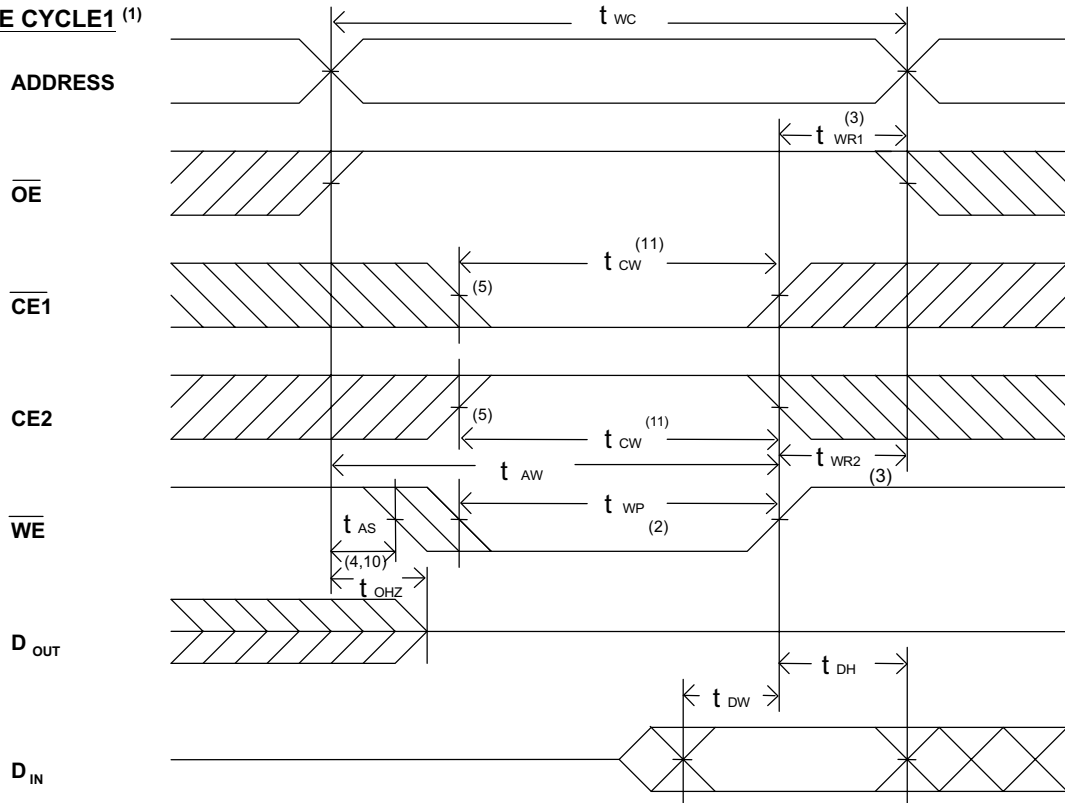 E CYCLE1 (1)
t WC
ADDRESS
t WR1 (3)
OE
t CW (11)
CE1
(5)
CE2
(5)
t CW (11)
t AW
t WR2 (3)
WE
t AS
t WP (2)
(4,10)
t OHZ
D OUT
t DH
t DW
D IN